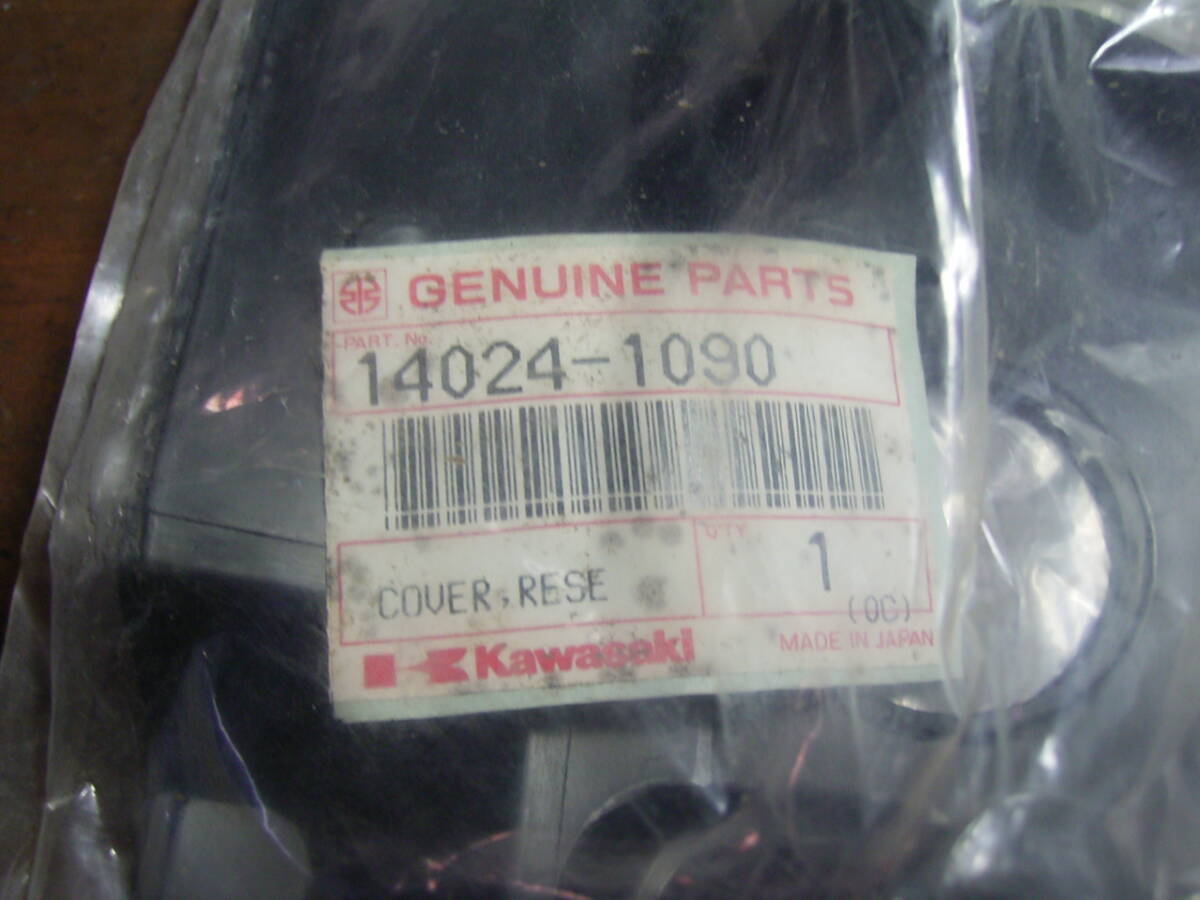 GENUINE PARTS
PART. No.
14024-1090
QTY
COVER,RESE 1
(OC)
Kawasaki MADE IN JAPAN